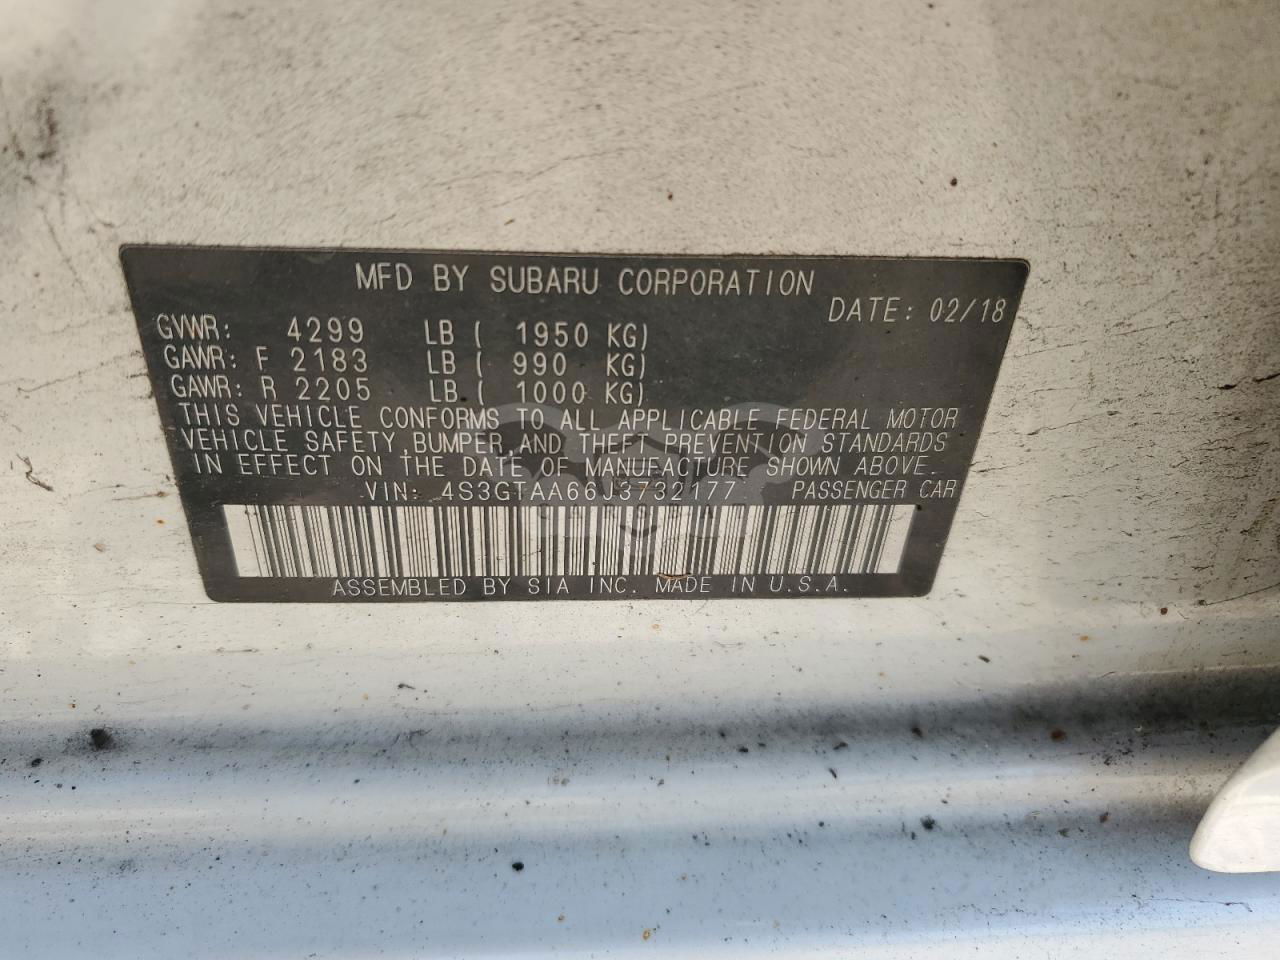 MFD BY SUBARU CORPORATION
DATE: 02/18
GVWR: 4299 LB ( 1950 KG)
GAWR: F 2183 LB ( 990 KG)
GAWR: R 2205 LB ( 1000 KG)
THIS VEHICLE CONFORMS TO ALL APPLICABLE FEDERAL MOTOR
VEHICLE SAFETY, BUMPER, AND THEFT PREVENTION STANDARDS
IN EFFECT ON THE DATE OF MANUFACTURE SHOWN ABOVE.
VIN: 4S3GTAA66J3732177 PASSENGER CAR
ASSEMBLED BY SIA INC. MADE IN U.S.A.